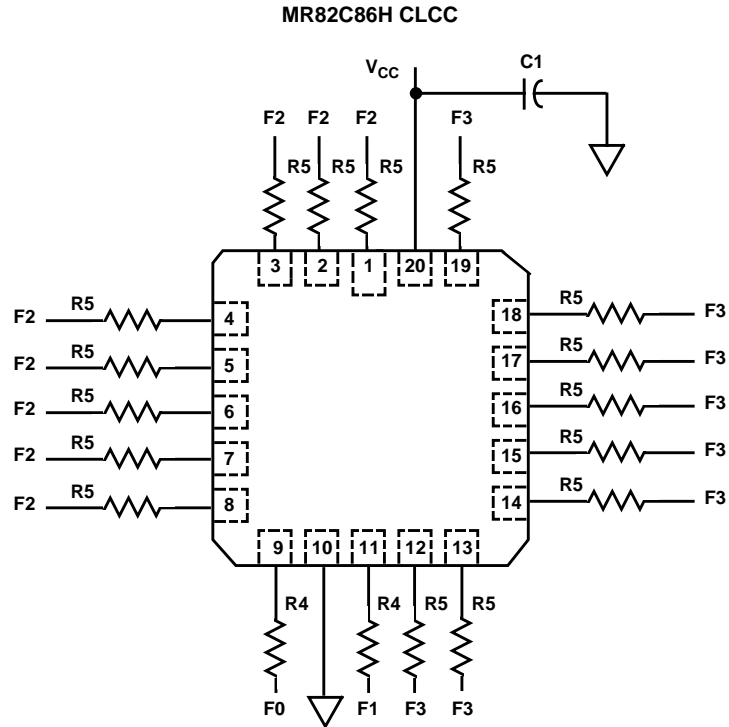 MR82C86H CLCC
V_CC C1
F2 F2 F2 F3
R5 R5 R5 R5
3 2 1 20 19
F2 R5 4 18 R5 F3
F2 R5 5 17 R5 F3
F2 R5 6 16 R5 F3
F2 R5 7 15 R5 F3
F2 R5 8 14 R5 F3
9 10 11 12 13
R4 R4 R5 R5
F0 F1 F3 F3